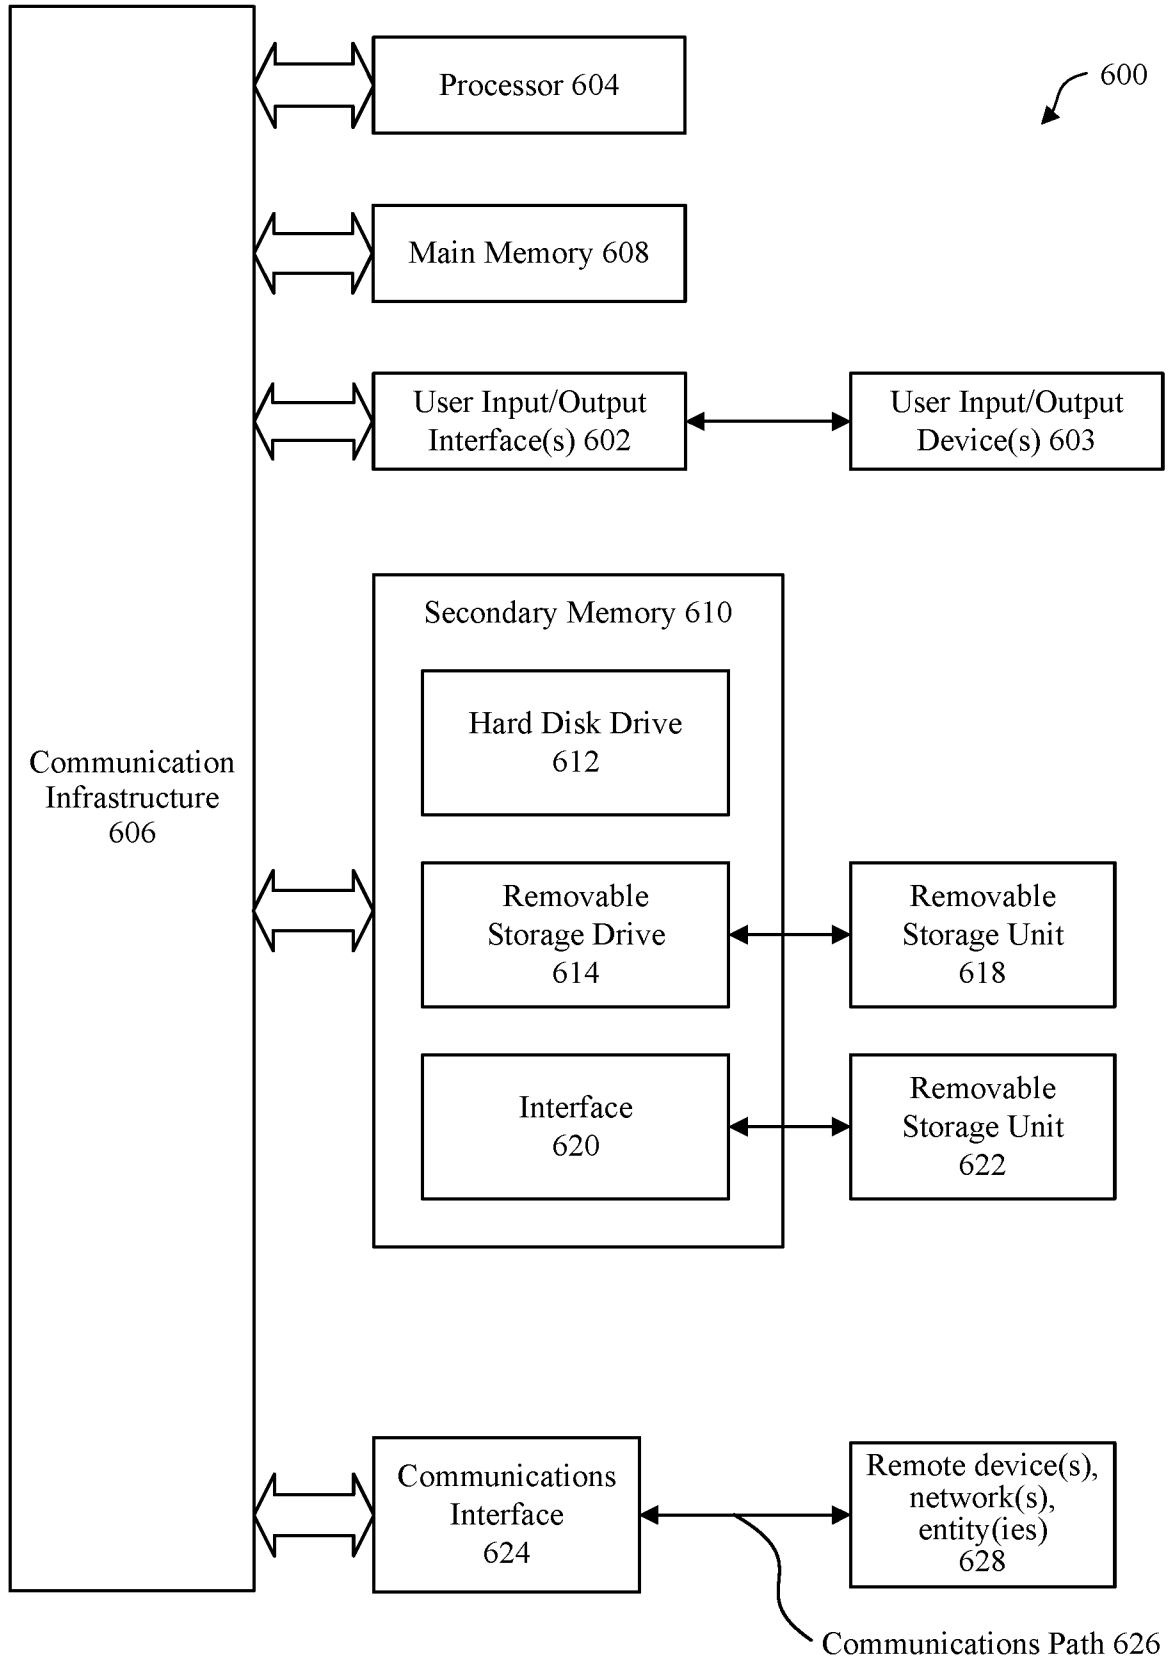 Processor 604
600
Main Memory 608
User Input/Output
Interface(s) 602
User Input/Output
Device(s) 603
Secondary Memory 610
Hard Disk Drive
612
Communication
Infrastructure
606
Removable
Storage Drive
614
Removable
Storage Unit
618
Interface
620
Removable
Storage Unit
622
Communications
Interface
624
Remote device(s),
network(s),
entity(ies)
628
Communications Path 626